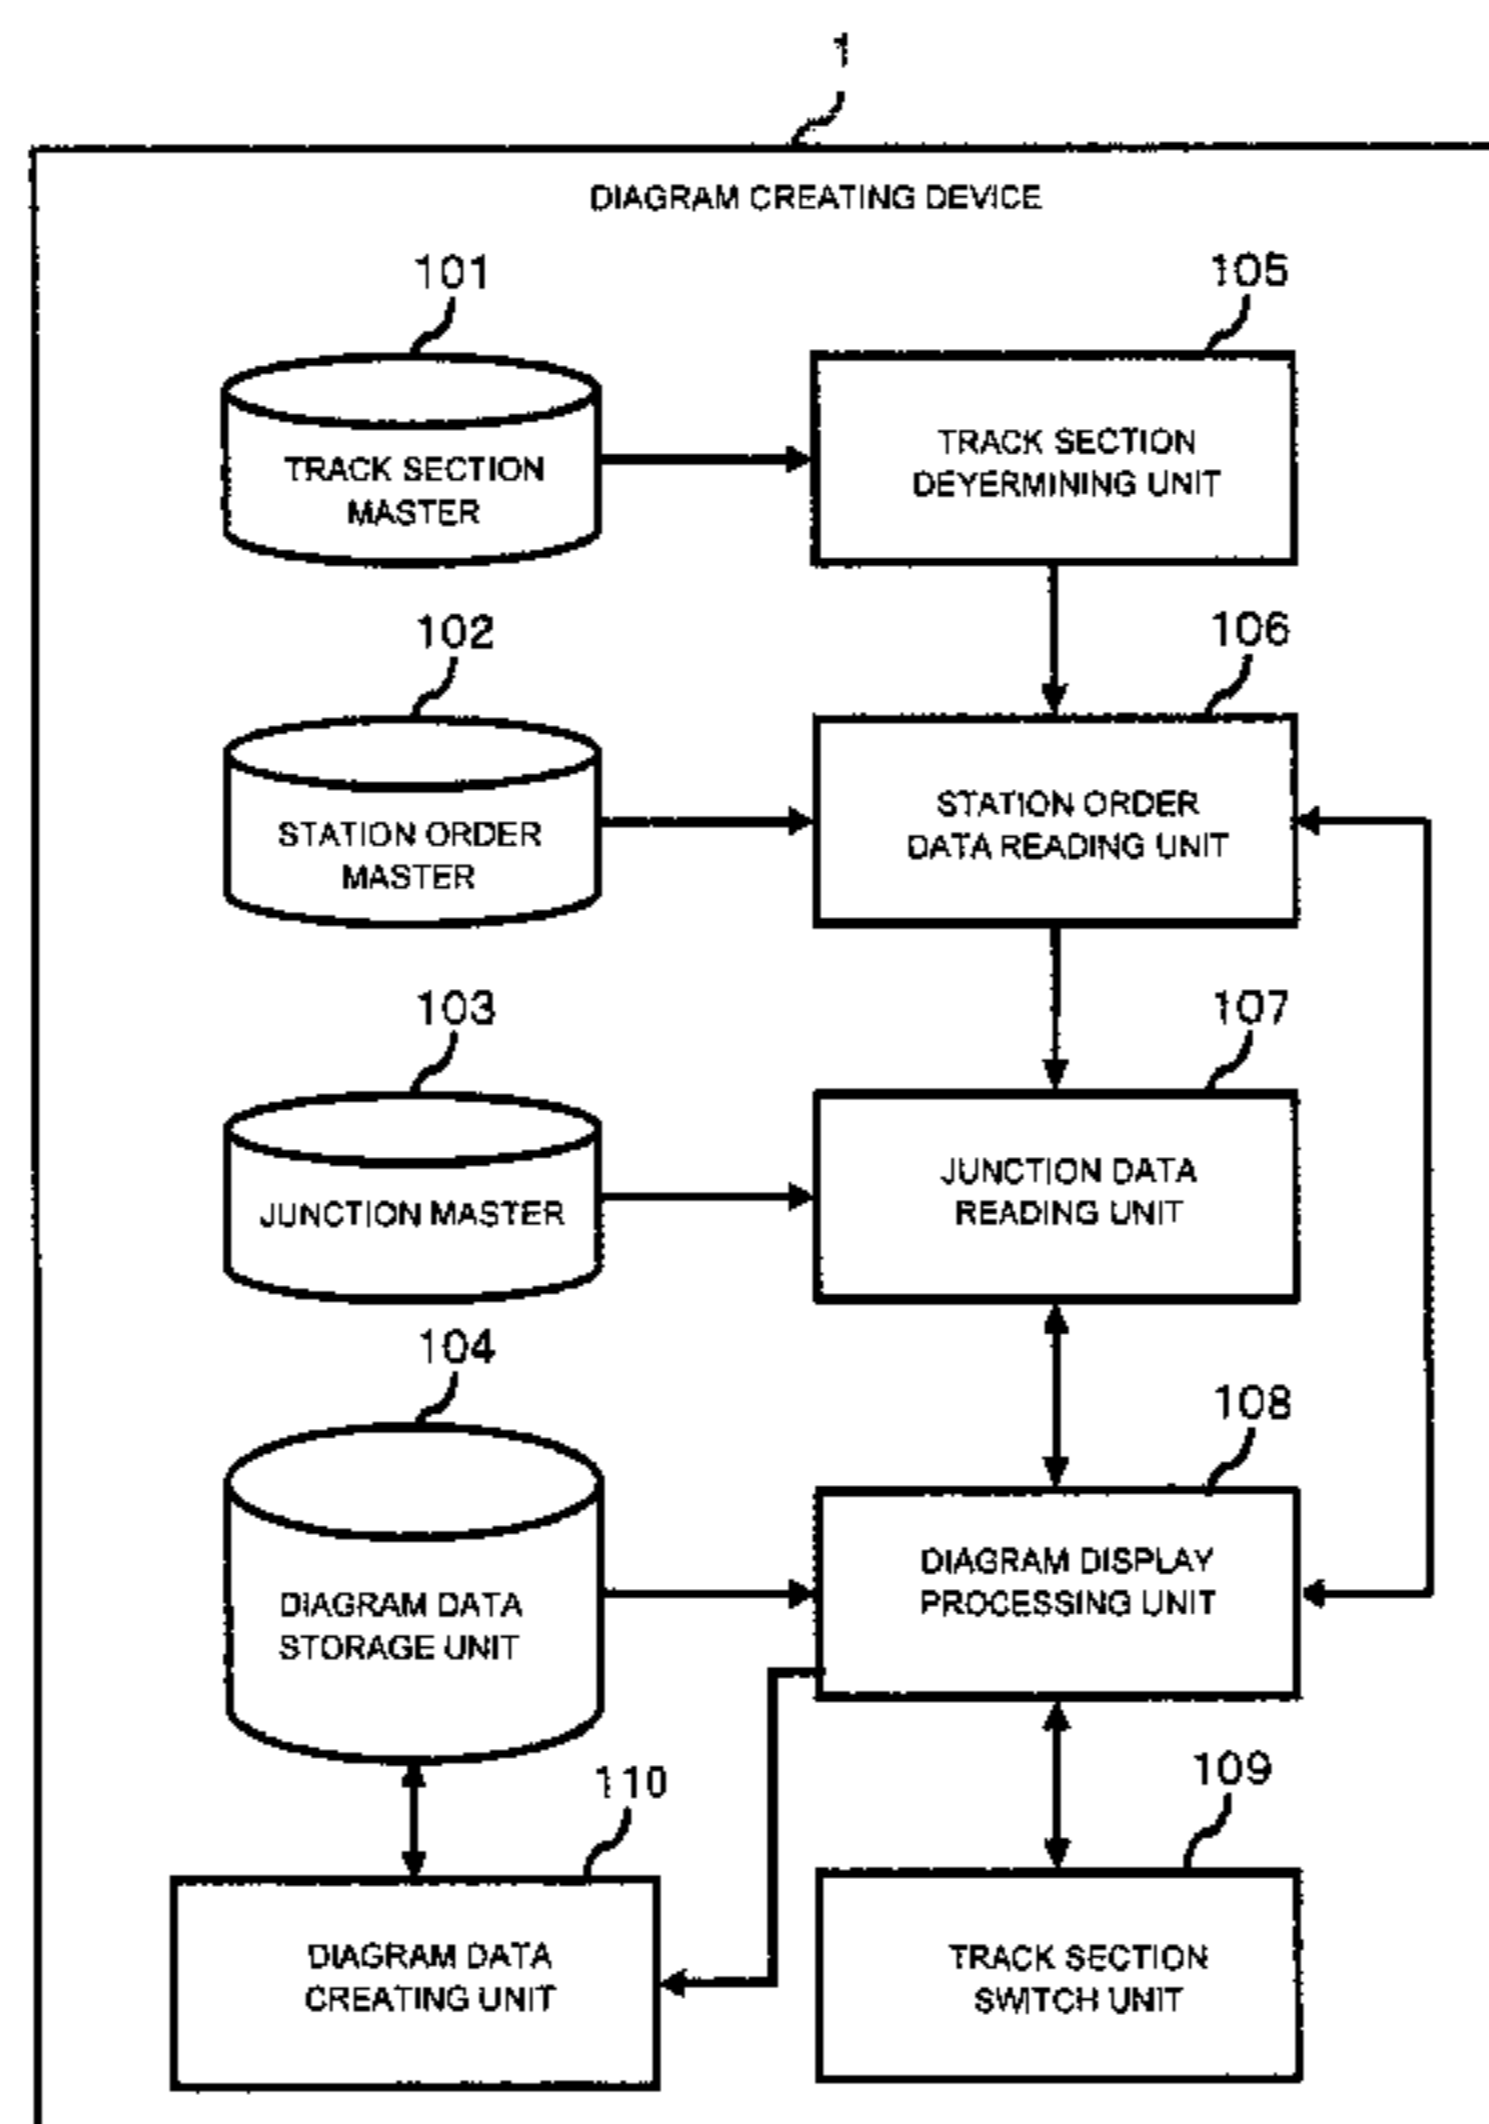 1
DIAGRAM CREATING DEVICE
101
105
TRACK SECTION
MASTER
TRACK SECTION
DEYERMINING UNIT
102
106
STATION ORDER
MASTER
STATION ORDER
DATA READING UNIT
103
107
JUNCTION MASTER
JUNCTION DATA
READING UNIT
104
108
DIAGRAM DATA
STORAGE UNIT
DIAGRAM DISPLAY
PROCESSING UNIT
110
109
DIAGRAM DATA
CREATING UNIT
TRACK SECTION
SWITCH UNIT